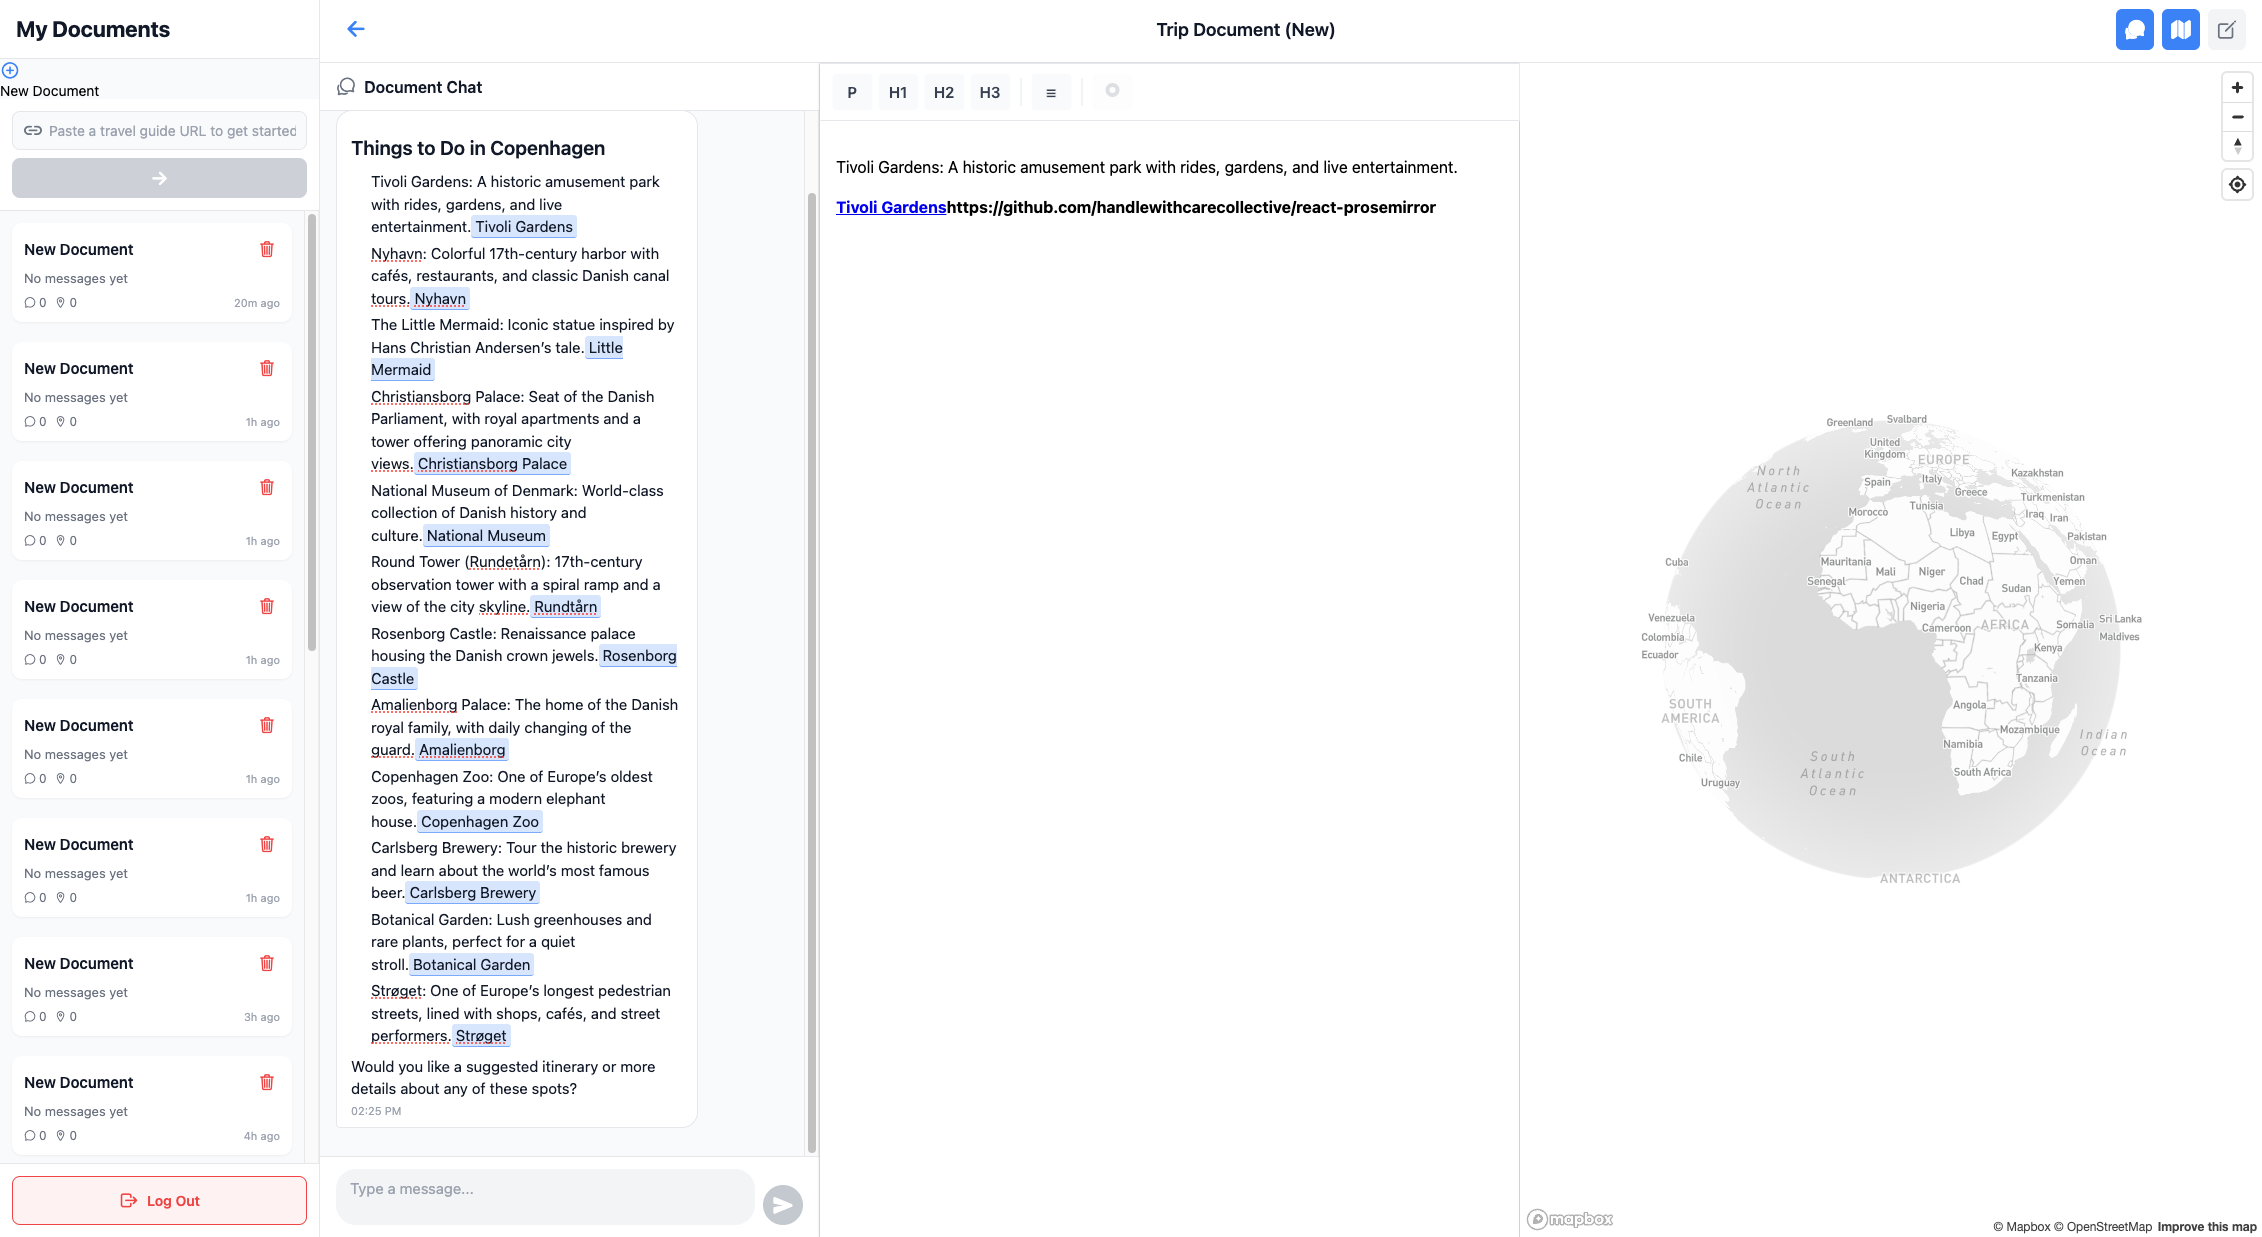 My Documents
New Document
Paste a travel guide URL to get started
New Document
No messages yet
0 0 20m ago
New Document
No messages yet
0 0 1h ago
New Document
No messages yet
0 0 1h ago
New Document
No messages yet
0 0 1h ago
New Document
No messages yet
0 0 1h ago
New Document
No messages yet
0 0 1h ago
New Document
No messages yet
0 0 3h ago
New Document
No messages yet
0 0 4h ago
Log Out
Trip Document (New)
Document Chat
Things to Do in Copenhagen
Tivoli Gardens: A historic amusement park
with rides, gardens, and live
entertainment. Tivoli Gardens
Nyhavn: Colorful 17th-century harbor with
cafés, restaurants, and classic Danish canal
tours. Nyhavn
The Little Mermaid: Iconic statue inspired by
Hans Christian Andersen's tale. Little
Mermaid
Christiansborg Palace: Seat of the Danish
Parliament, with royal apartments and a
tower offering panoramic city
views. Christiansborg Palace
National Museum of Denmark: World-class
collection of Danish history and
culture. National Museum
Round Tower (Rundetårn): 17th-century
observation tower with a spiral ramp and a
view of the city skyline. Rundtårn
Rosenborg Castle: Renaissance palace
housing the Danish crown jewels. Rosenborg
Castle
Amalienborg Palace: The home of the Danish
royal family, with daily changing of the
guard. Amalienborg
Copenhagen Zoo: One of Europe's oldest
zoos, featuring a modern elephant
house. Copenhagen Zoo
Carlsberg Brewery: Tour the historic brewery
and learn about the world's most famous
beer. Carlsberg Brewery
Botanical Garden: Lush greenhouses and
rare plants, perfect for a quiet
stroll. Botanical Garden
Strøget: One of Europe's longest pedestrian
streets, lined with shops, cafés, and street
performers. Strøget
Would you like a suggested itinerary or more
details about any of these spots?
02:25 PM
Type a message...
P H1 H2 H3
Tivoli Gardens: A historic amusement park with rides, gardens, and live entertainment.
Tivoli Gardenshttps://github.com/handlewithcarecollective/react-prosemirror
Greenland
Svalbard
United
Kingdom
EUROPE
North
Atlantic
Ocean
Kazakhstan
Spain
Italy
Greece
Turkmenistan
Morocco
Tunisia
Iraq
Iran
Libya
Egypt
Pakistan
Cuba
Mauritania
Mali
Niger
Oman
Senegal
Chad
Sudan
Yemen
Nigeria
Venezuela
Cameroon
AFRICA
Somalia
Sri Lanka
Colombia
Maldives
Ecuador
Kenya
Tanzania
SOUTH
AMERICA
Angola
Mozambique
Indian
Ocean
Namibia
Chile
South
Atlantic
Ocean
South Africa
Uruguay
ANTARCTICA
mapbox
© Mapbox © OpenStreetMap Improve this map